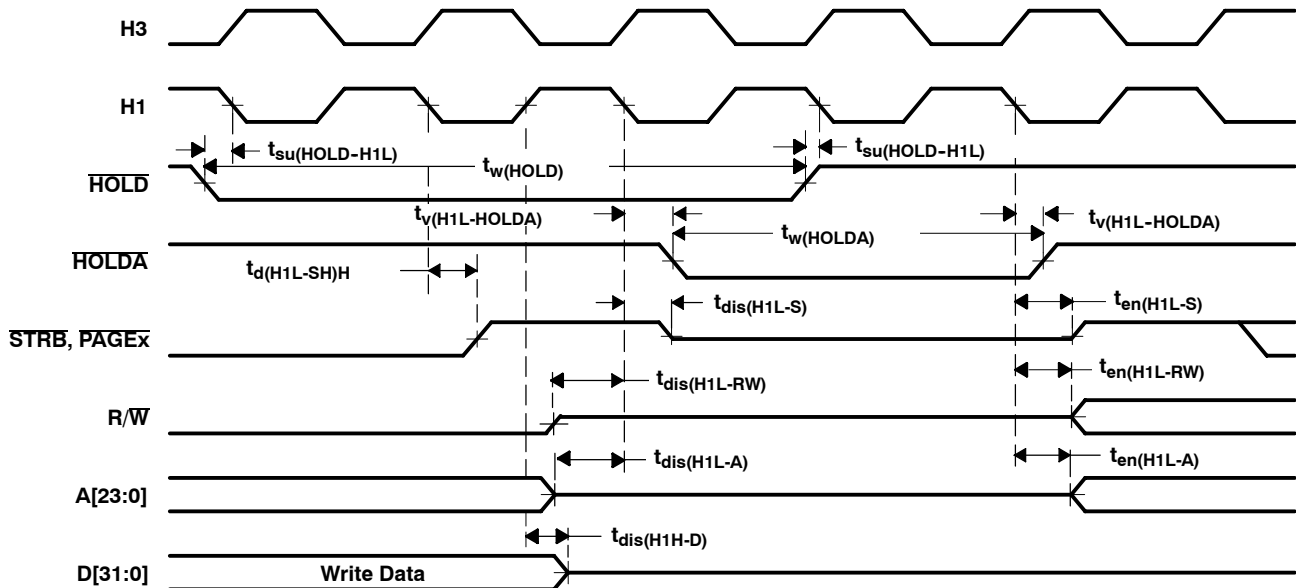 H3
H1
tsu(HOLD-H1L)
tsu(HOLD-H1L)
tw(HOLD)
HOLD
tv(H1L-HOLDA)
tv(H1L-HOLDA)
tw(HOLDA)
HOLDA
td(H1L-SH)H
tdis(H1L-S)
ten(H1L-S)
STRB, PAGEx
tdis(H1L-RW)
ten(H1L-RW)
R/W
tdis(H1L-A)
ten(H1L-A)
A[23:0]
tdis(H1H-D)
D[31:0]
Write Data